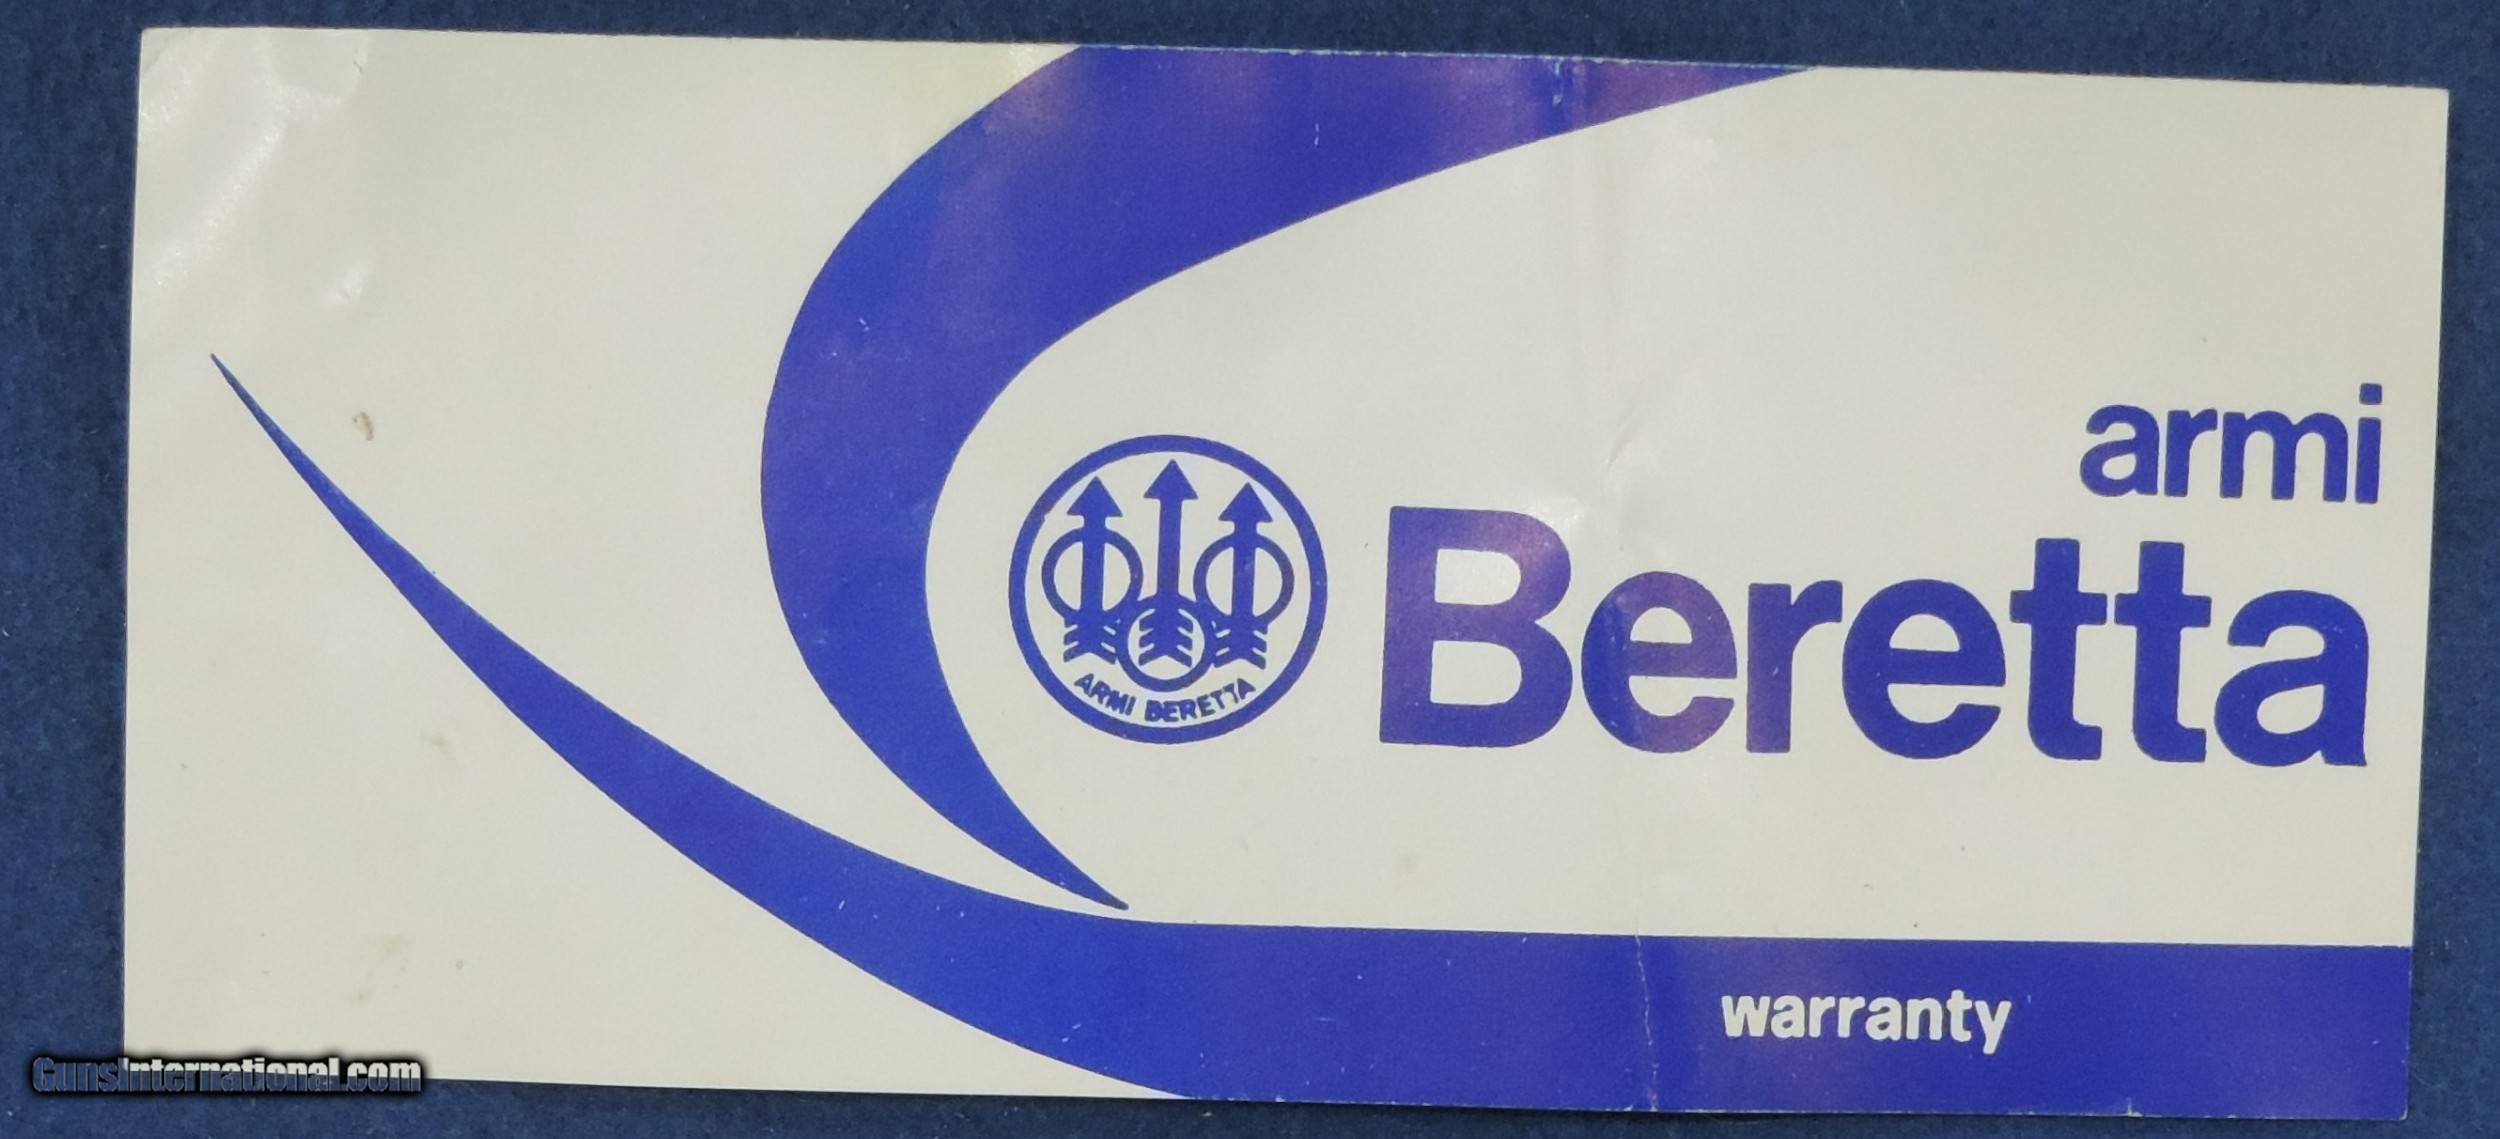 armi
Beretta
ARMI BERETTA
warranty
GunsInternational.com